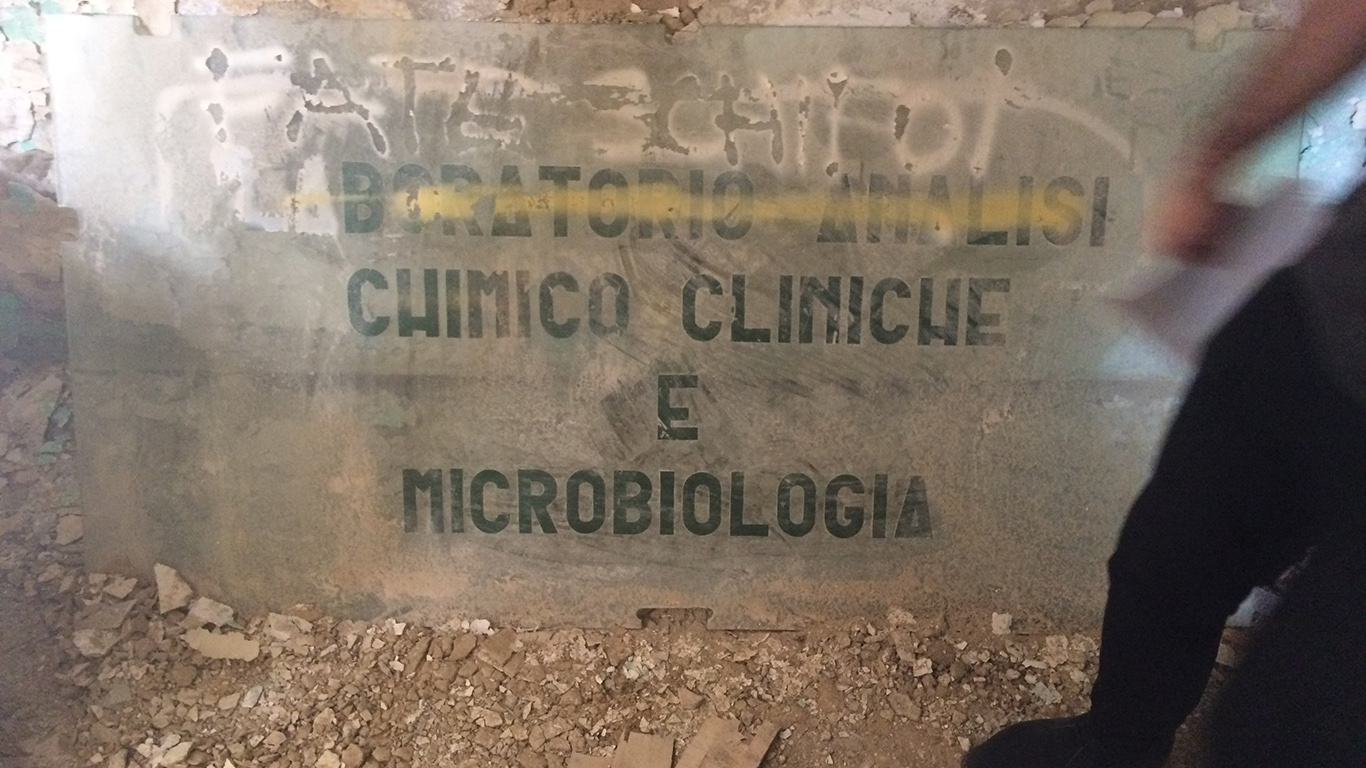 BORATORIO ANALISI
CHIMICO CLINICHE
E
MICROBIOLOGIA